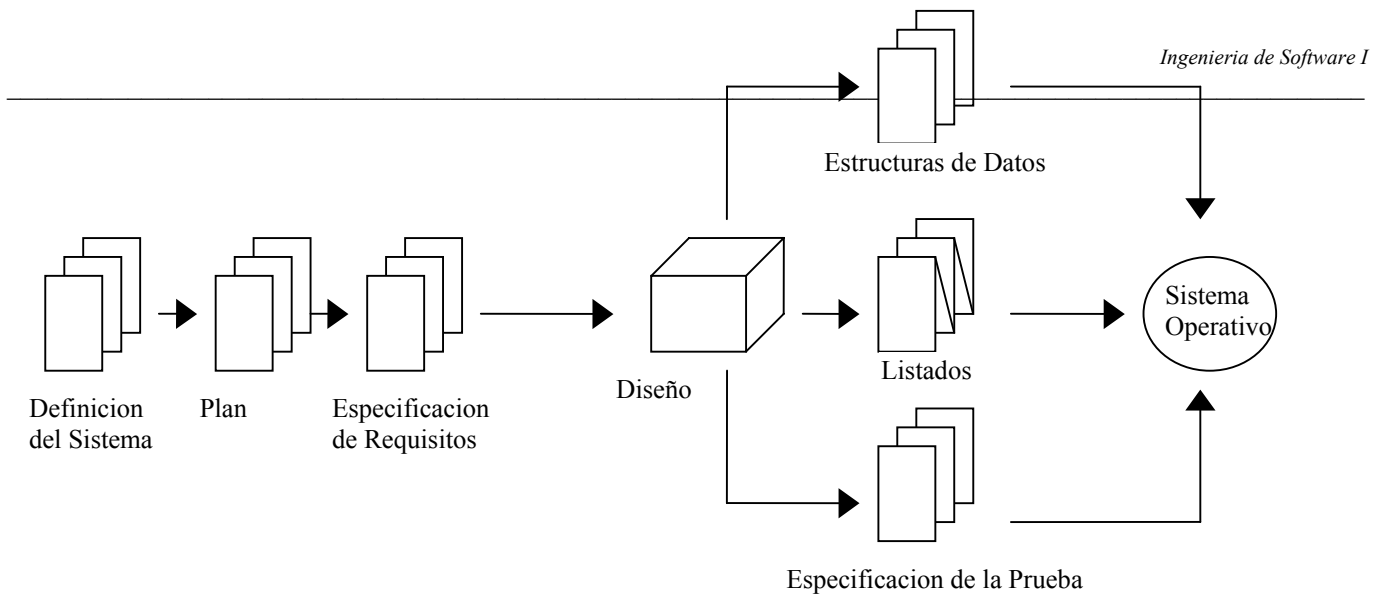 Ingenieria de Software I
Estructuras de Datos
Definicion
del Sistema
Plan
Especificacion
de Requisitos
Diseño
Listados
Sistema
Operativo
Especificacion de la Prueba